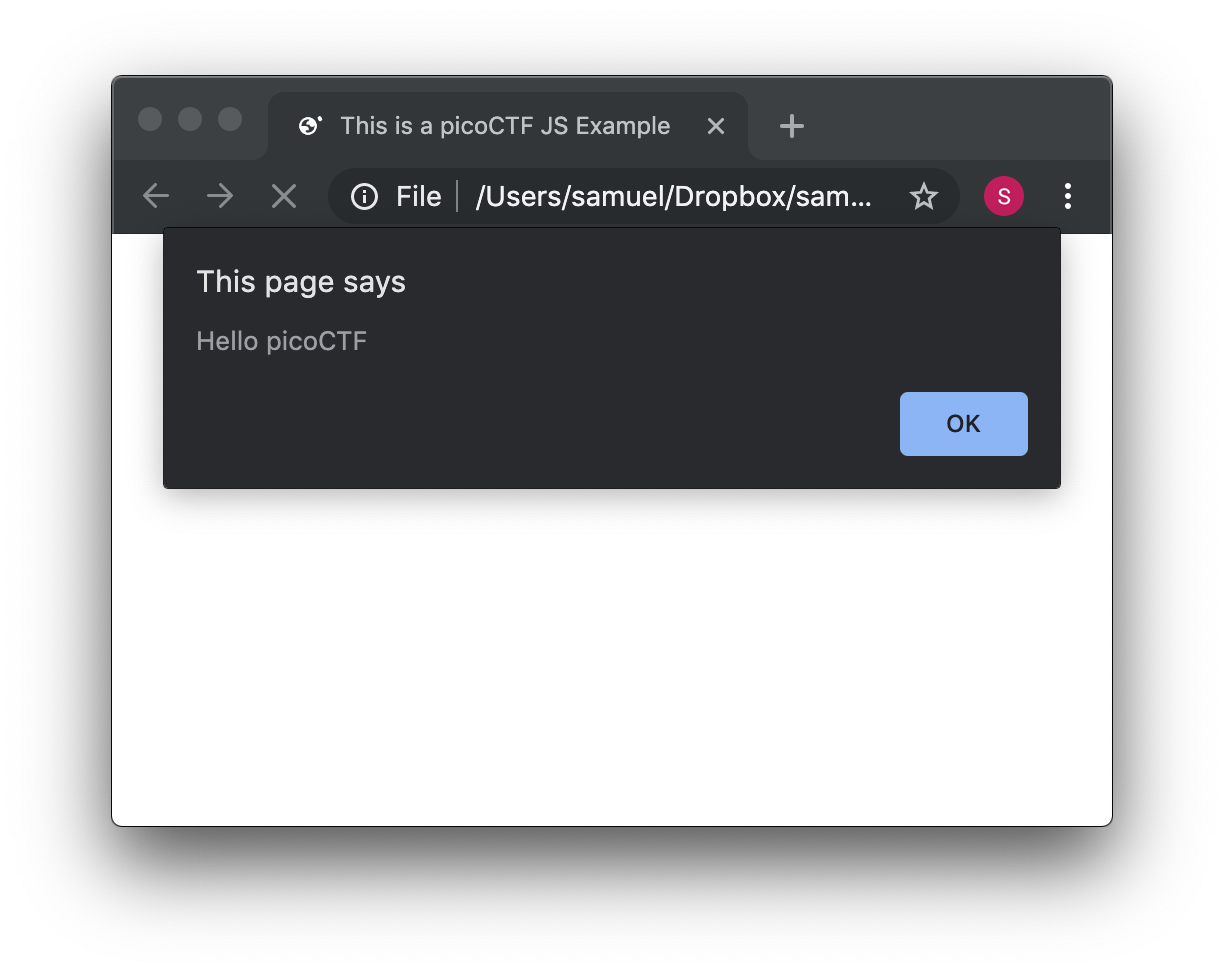 This is a picoCTF JS Example
File /Users/samuel/Dropbox/sam...
S
This page says
Hello picoCTF
OK